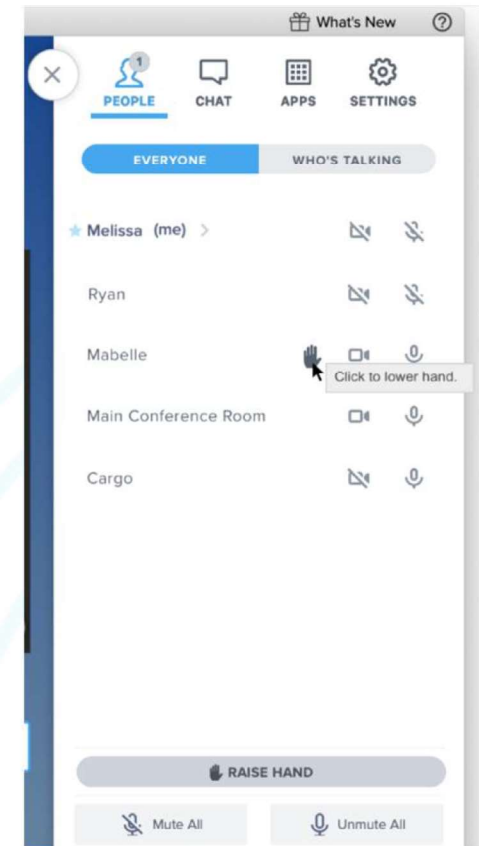 What's New ?
1
PEOPLE CHAT APPS SETTINGS
EVERYONE WHO'S TALKING
Melissa (me)
Ryan
Mabelle
Click to lower hand.
Main Conference Room
Cargo
RAISE HAND
Mute All Unmute All